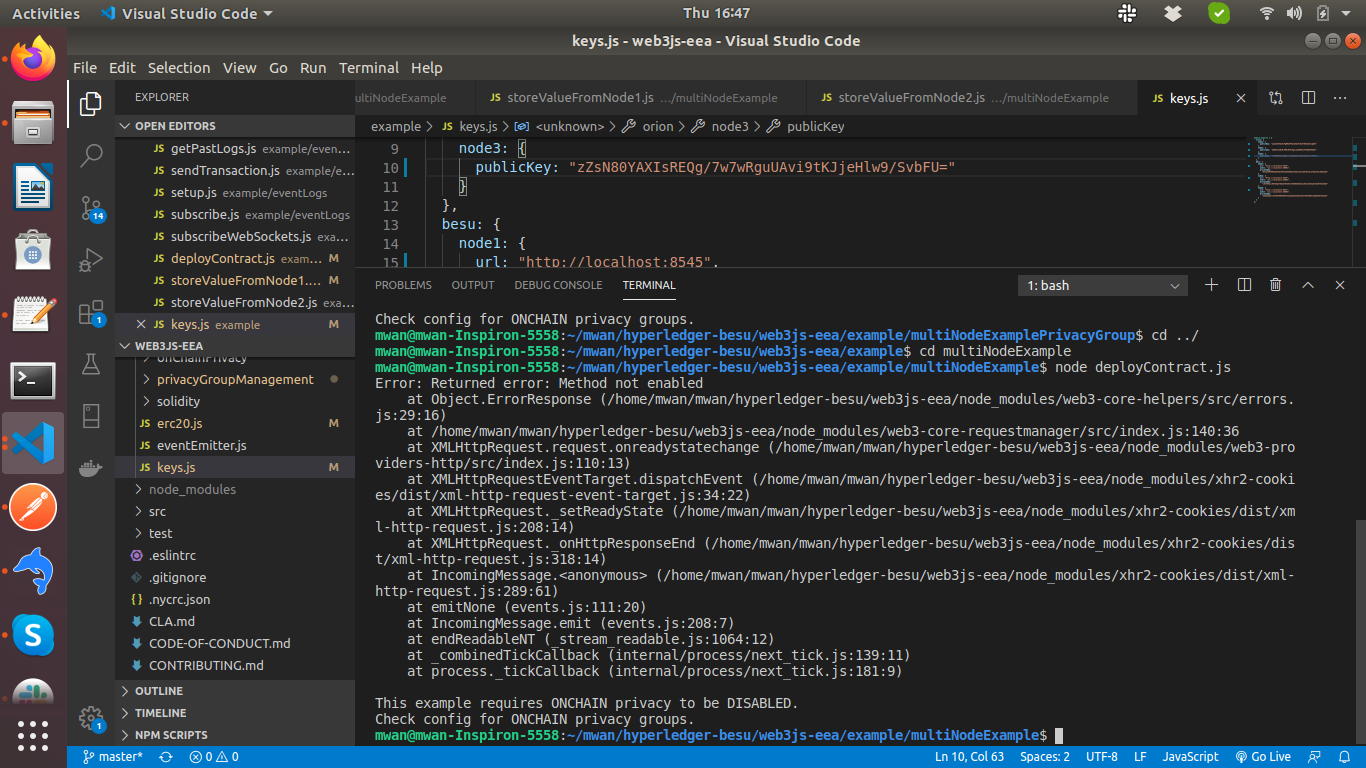 Activities
Visual Studio Code
Thu 16:47
keys.js - web3js-eea - Visual Studio Code
File Edit Selection View Go Run Terminal Help
EXPLORER
OPEN EDITORS
getPastLogs.js example/even...
sendTransaction.js example/e...
setup.js example/eventLogs
subscribe.js example/eventLogs
subscribeWebSockets.js exa...
deployContract.js exam... M
storeValueFromNode1.... M
storeValueFromNode2.js exa...
keys.js example M
WEB3JS-EEA
onChainPrivacy
privacyGroupManagement
solidity
erc20.js M
eventEmitter.js
keys.js M
node_modules
src
test
.eslintrc
.gitignore
.nycrc.json
CLA.md
CODE-OF-CONDUCT.md
CONTRIBUTING.md
OUTLINE
TIMELINE
NPM SCRIPTS
14
1
1
ultiNodeExample
JS storeValueFromNode1.js .../multiNodeExample
JS storeValueFromNode2.js .../multiNodeExample
JS keys.js
example > JS keys.js > <unknown> > orion > node3 > publicKey
9 node3: {
10 publicKey: "zZsN80YAXIsREQg/7w7wRguUAvi9tKJjeHlw9/SvbFU="
11 }
12 },
13 besu: {
14 node1: {
15 url: "http://localhost:8545",
PROBLEMS OUTPUT DEBUG CONSOLE TERMINAL
1: bash
Check config for ONCHAIN privacy groups.
mwan@mwan-Inspiron-5558:~/mwan/hyperledger-besu/web3js-eea/example/multiNodeExamplePrivacyGroup$ cd ../
mwan@mwan-Inspiron-5558:~/mwan/hyperledger-besu/web3js-eea/example$ cd multiNodeExample
mwan@mwan-Inspiron-5558:~/mwan/hyperledger-besu/web3js-eea/example/multiNodeExample$ node deployContract.js
Error: Returned error: Method not enabled
at Object.ErrorResponse (/home/mwan/mwan/hyperledger-besu/web3js-eea/node_modules/web3-core-helpers/src/errors.
js:29:16)
at /home/mwan/mwan/hyperledger-besu/web3js-eea/node_modules/web3-core-requestmanager/src/index.js:140:36
at XMLHttpRequest.request.onreadystatechange (/home/mwan/mwan/hyperledger-besu/web3js-eea/node_modules/web3-pro
viders-http/src/index.js:110:13)
at XMLHttpRequestEventTarget.dispatchEvent (/home/mwan/mwan/hyperledger-besu/web3js-eea/node_modules/xhr2-cooki
es/dist/xml-http-request-event-target.js:34:22)
at XMLHttpRequest._setReadyState (/home/mwan/mwan/hyperledger-besu/web3js-eea/node_modules/xhr2-cookies/dist/xm
l-http-request.js:208:14)
at XMLHttpRequest._onHttpResponseEnd (/home/mwan/mwan/hyperledger-besu/web3js-eea/node_modules/xhr2-cookies/dis
t/xml-http-request.js:318:14)
at IncomingMessage.<anonymous> (/home/mwan/mwan/hyperledger-besu/web3js-eea/node_modules/xhr2-cookies/dist/xml-
http-request.js:289:61)
at emitNone (events.js:111:20)
at IncomingMessage.emit (events.js:208:7)
at endReadableNT (_stream_readable.js:1064:12)
at _combinedTickCallback (internal/process/next_tick.js:139:11)
at process._tickCallback (internal/process/next_tick.js:181:9)
This example requires ONCHAIN privacy to be DISABLED.
Check config for ONCHAIN privacy groups.
mwan@mwan-Inspiron-5558:~/mwan/hyperledger-besu/web3js-eea/example/multiNodeExample$
master* 0 0
Ln 10, Col 63 Spaces: 2 UTF-8 LF JavaScript Go Live